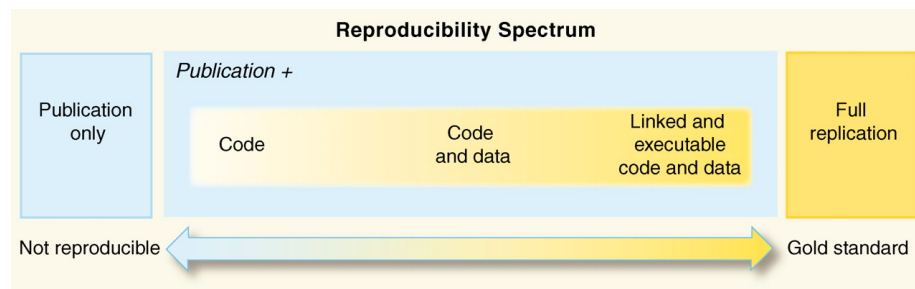 Reproducibility Spectrum
Publication +
Publication
only
Code
Code
and data
Linked and
executable
code and data
Full
replication
Not reproducible
Gold standard